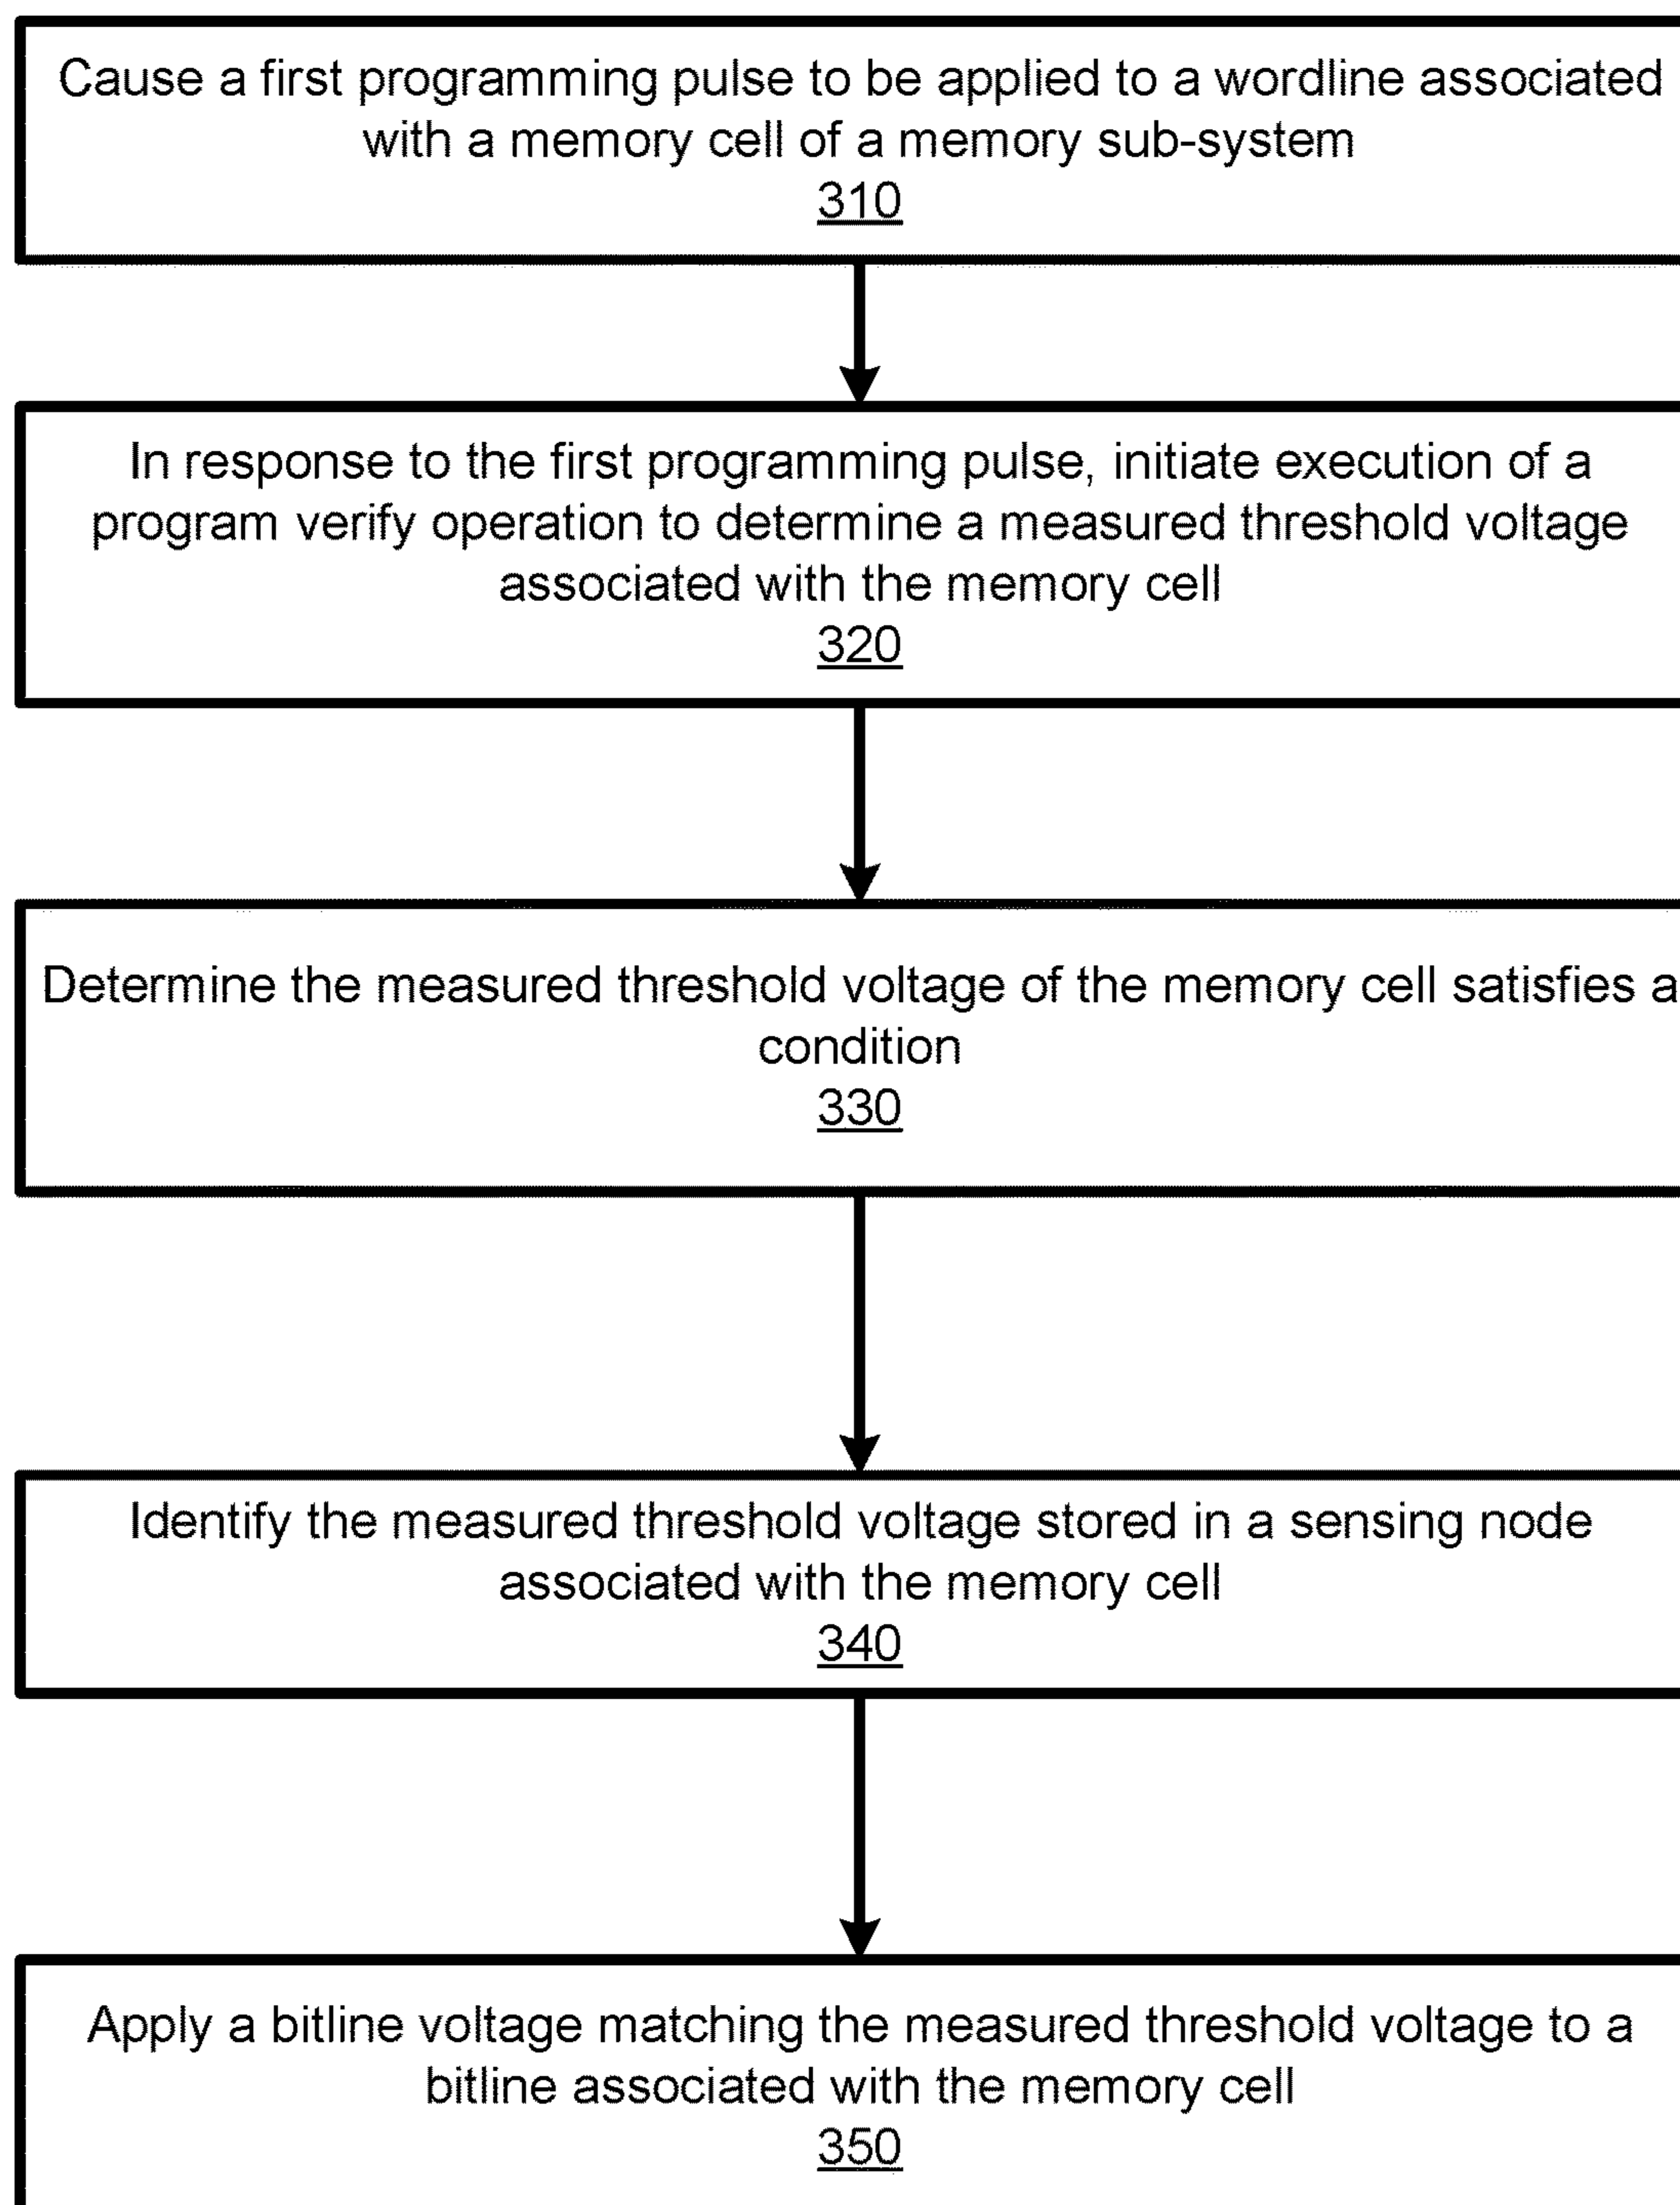 Cause a first programming pulse to be applied to a wordline associated
with a memory cell of a memory sub-system
310
In response to the first programming pulse, initiate execution of a
program verify operation to determine a measured threshold voltage
associated with the memory cell
320
Determine the measured threshold voltage of the memory cell satisfies a
condition
330
Identify the measured threshold voltage stored in a sensing node
associated with the memory cell
340
Apply a bitline voltage matching the measured threshold voltage to a
bitline associated with the memory cell
350